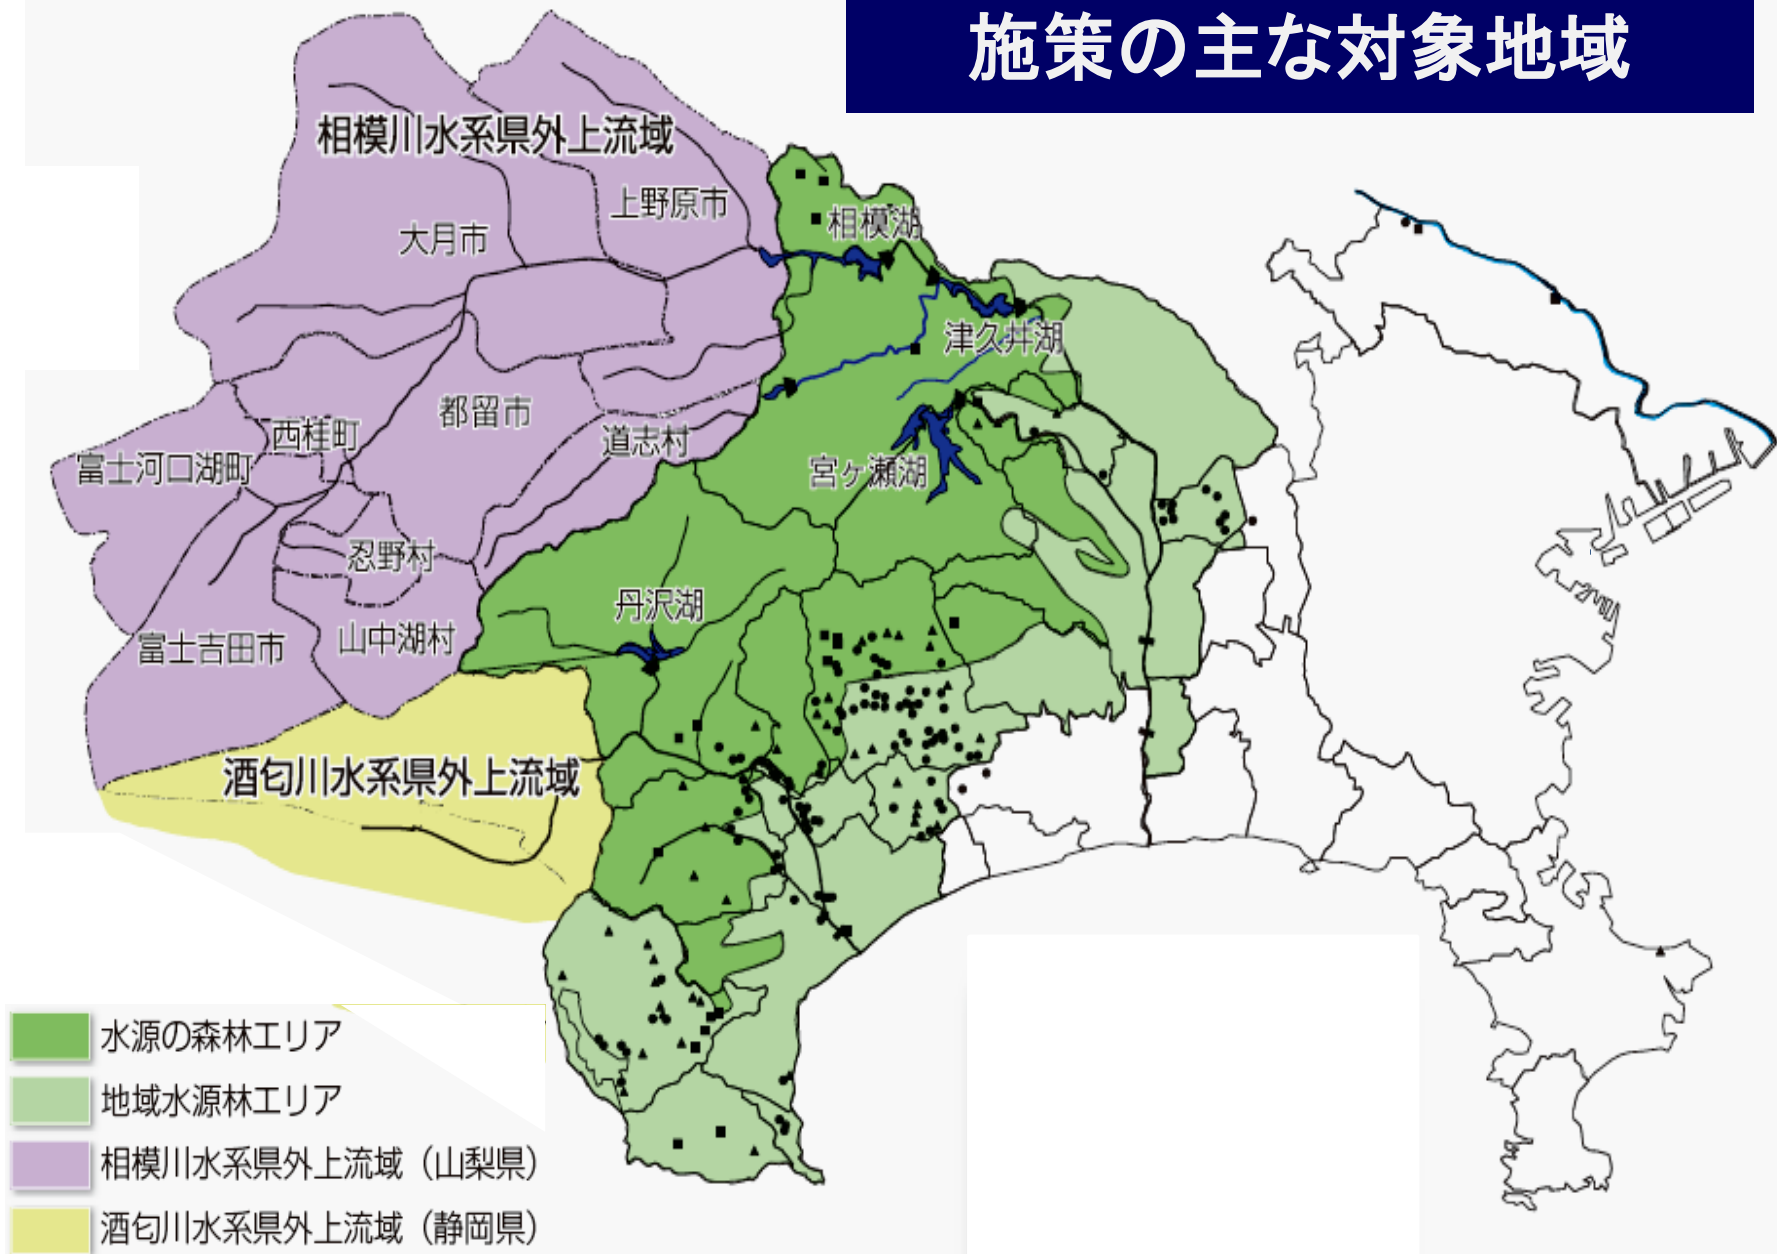 施策の主な対象地域
相模川水系県外上流域
上野原市
相模湖
大月市
津久井湖
都留市
西桂町
道志村
富士河口湖町
宮ヶ瀬湖
忍野村
丹沢湖
山中湖村
富士吉田市
酒匂川水系県外上流域
水源の森林エリア
地域水源林エリア
相模川水系県外上流域（山梨県）
酒匂川水系県外上流域（静岡県）